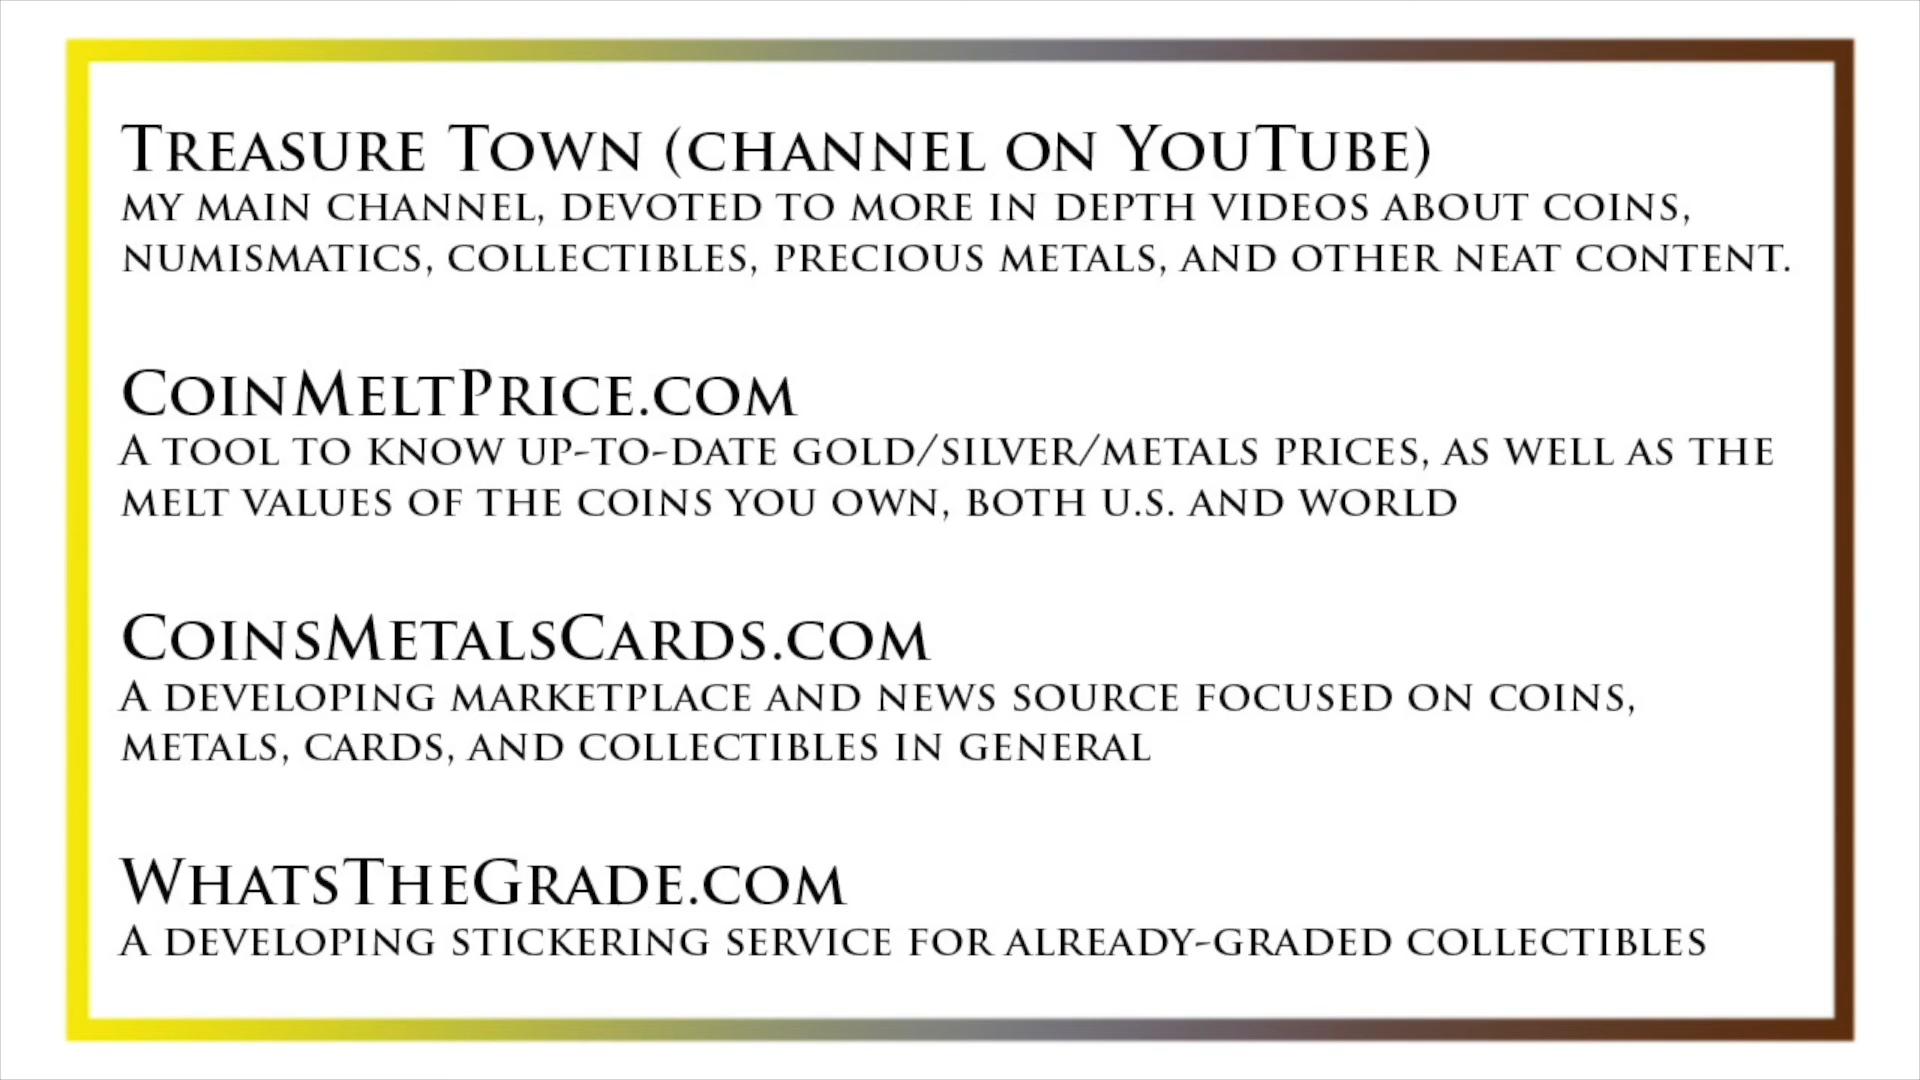 Treasure Town (channel on YouTube)
my main channel, devoted to more in depth videos about coins,
numismatics, collectibles, precious metals, and other neat content.
CoinMeltPrice.com
A tool to know up-to-date gold/silver/metals prices, as well as the
melt values of the coins you own, both U.S. and world
CoinsMetalsCards.com
A developing marketplace and news source focused on coins,
metals, cards, and collectibles in general
WhatsTheGrade.com
A developing stickering service for already-graded collectibles